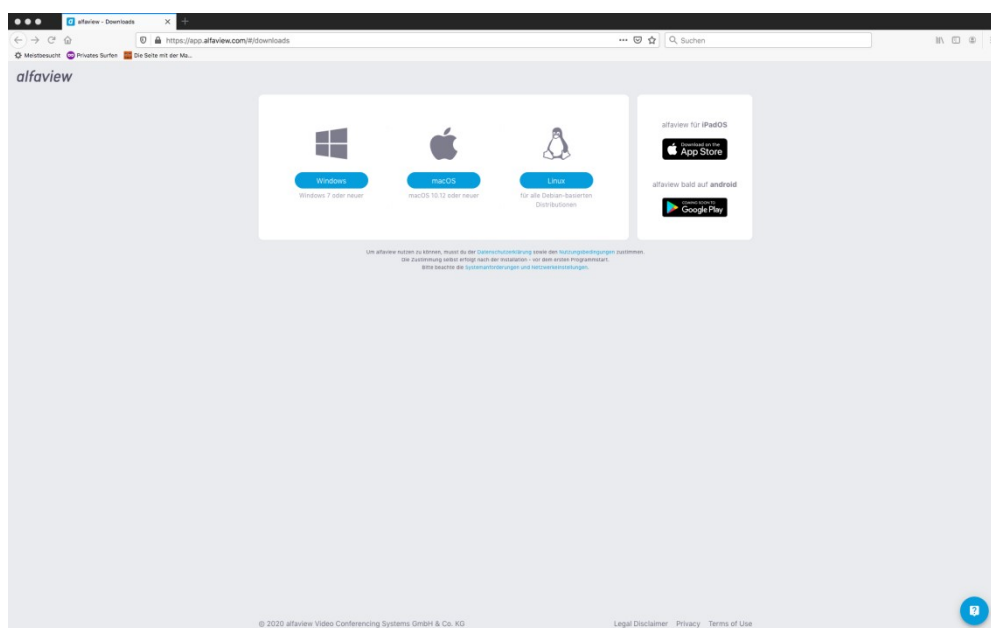 alfaview - Downloads
https://app.alfaview.com/#/downloads
Suchen
Meistbesucht Privates Surfen Die Seite mit der Ma...
alfaview
Windows
Windows 7 oder neuer
macOS
macOS 10.12 oder neuer
Linux
für alle Debian-basierten
Distributionen
alfaview für iPadOS
Download on the
App Store
alfaview bald auf android
COMING SOON TO
Google Play
Um alfaview nutzen zu können, musst du der Datenschutzerklärung sowie den Nutzungsbedingungen zustimmen.
Die Zustimmung selbst erfolgt nach der Installation – vor dem ersten Programmstart.
Bitte beachte die Systemanforderungen und Netzwerkeinstellungen.
© 2020 alfaview Video Conferencing Systems GmbH & Co. KG
Legal Disclaimer Privacy Terms of Use